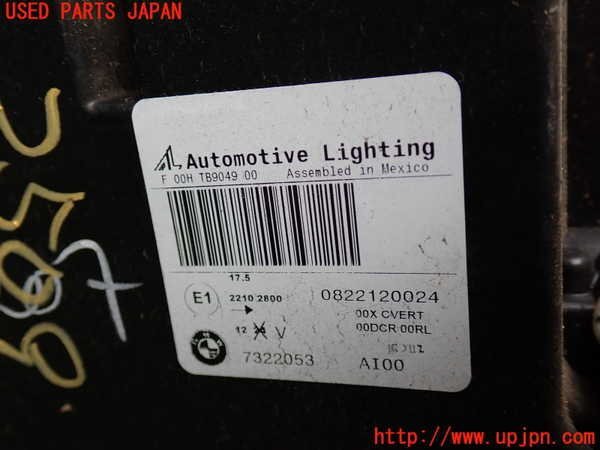 USED PARTS JAPAN
Automotive Lighting
F 00H TB9049 00 Assembled in Mexico
17.5
E1 2210 2800 0822120024
00X CVERT
12 V 00DCR 00RL
7322053 AI00
7
http://www.upjpn.com/